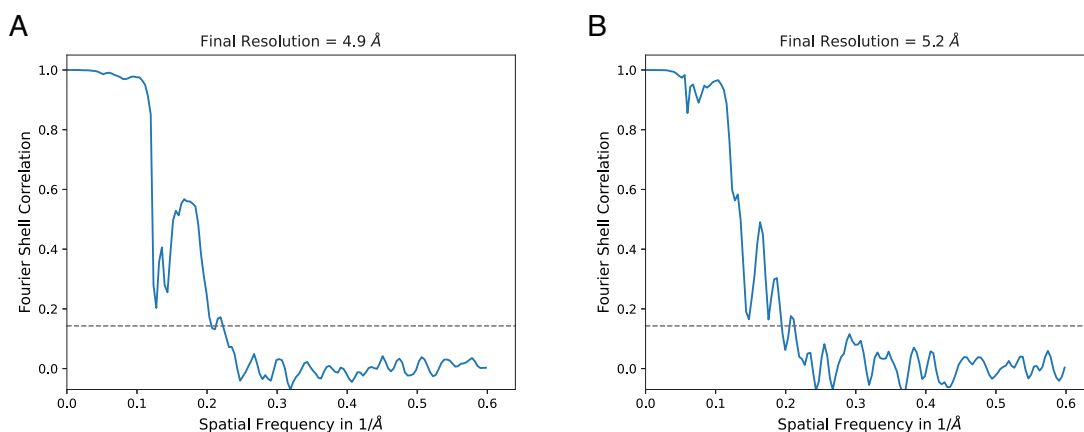 A
Final Resolution = 4.9 Å
1.0
0.8
0.6
0.4
0.2
0.0
Fourier Shell Correlation
0.0 0.1 0.2 0.3 0.4 0.5 0.6
Spatial Frequency in 1/Å
B
Final Resolution = 5.2 Å
1.0
0.8
0.6
0.4
0.2
0.0
Fourier Shell Correlation
0.0 0.1 0.2 0.3 0.4 0.5 0.6
Spatial Frequency in 1/Å